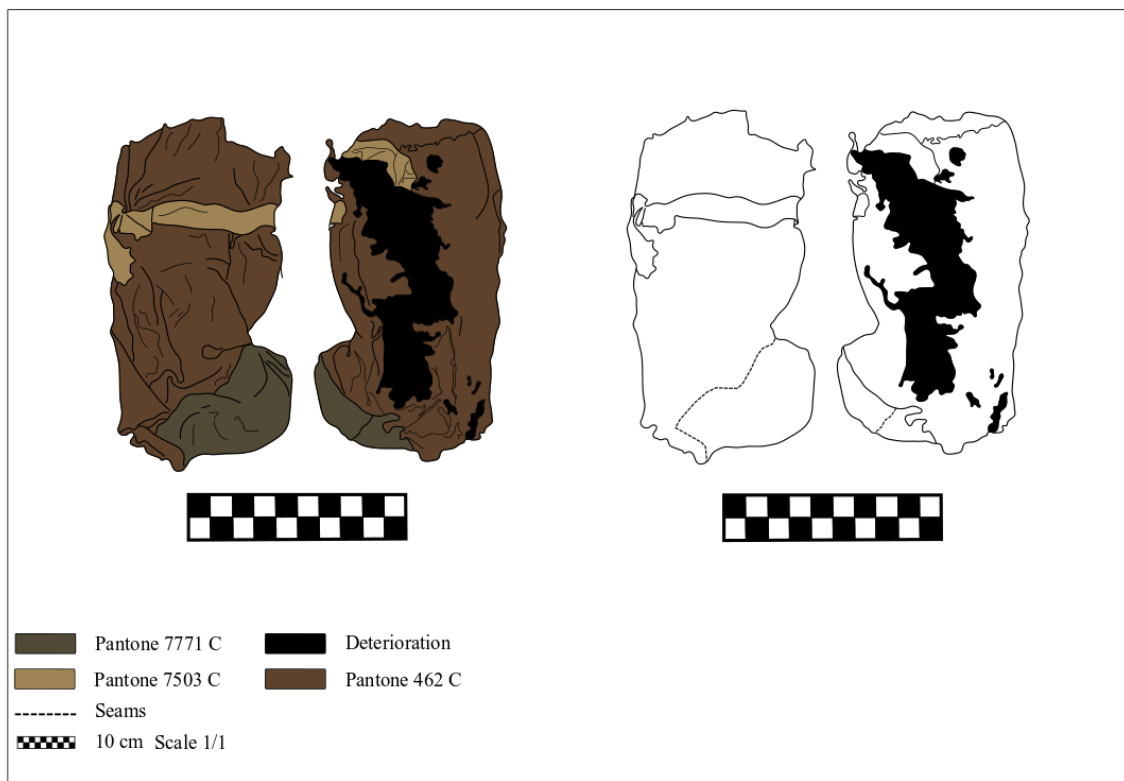 Pantone 7771 C
Deterioration
Pantone 7503 C
Pantone 462 C
Seams
10 cm Scale 1/1